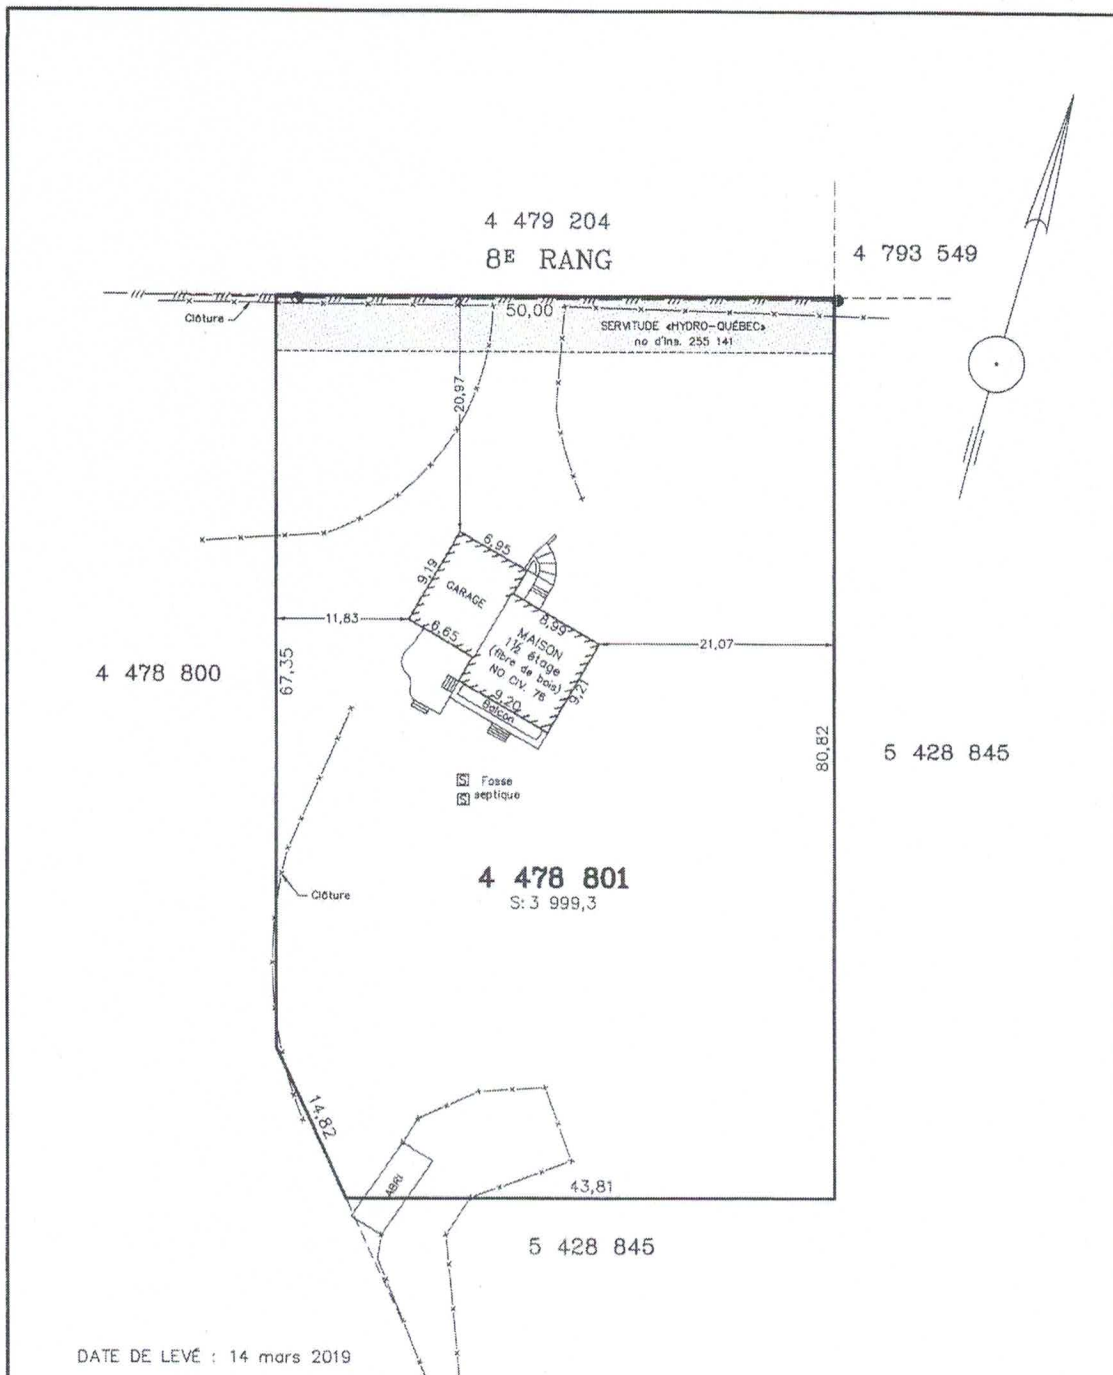 4 479 204
8E RANG
4 793 549
Clôture
50,00
SERVITUDE «HYDRO-QUÉBEC»
no d'ins. 255 141
20,97
6,95
9,19
GARAGE
8,99
11,83
6,65
MAISON
1½ étage
(fibre de bois)
NO CIV. 78
21,07
4 478 800
67,35
9,20
9,21
Balcon
80,82
5 428 845
S Fosse
S septique
4 478 801
S: 3 999,3
Clôture
14,82
ABRI
43,81
5 428 845
DATE DE LEVÉ : 14 mars 2019